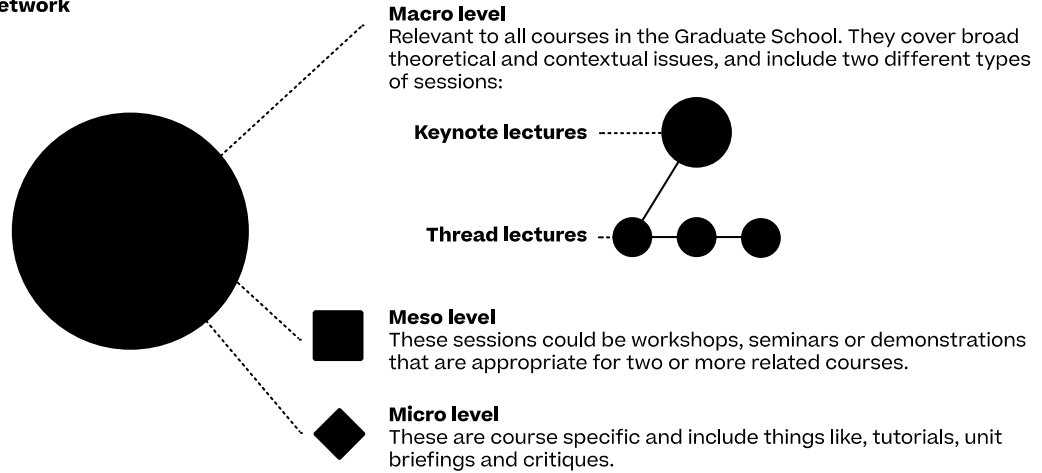 Macro level
Relevant to all courses in the Graduate School. They cover broad
theoretical and contextual issues, and include two different types
of sessions:
Keynote lectures
Thread lectures
Meso level
These sessions could be workshops, seminars or demonstrations
that are appropriate for two or more related courses.
Micro level
These are course specific and include things like, tutorials, unit
briefings and critiques.